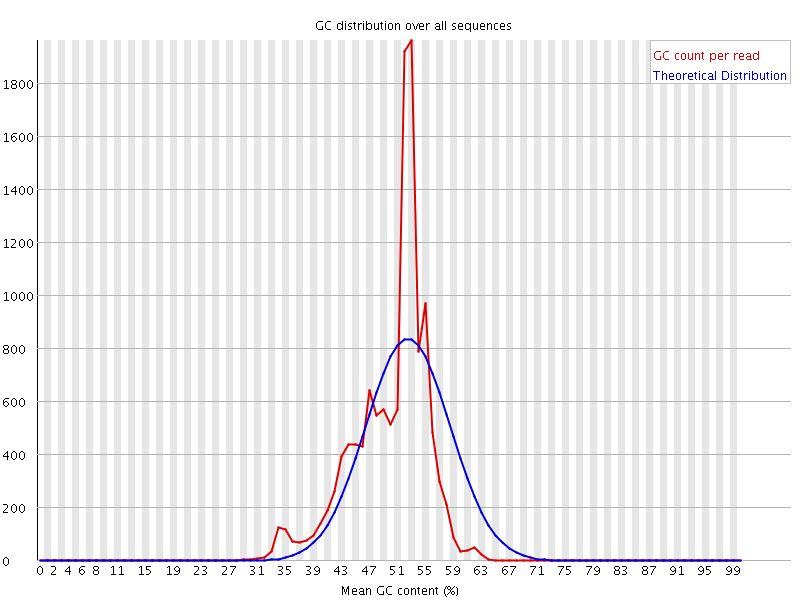 GC distribution over all sequences
GC count per read
Theoretical Distribution
1800
1600
1400
1200
1000
800
600
400
200
0
0 2 4 6 8 11 15 19 23 27 31 35 39 43 47 51 55 59 63 67 71 75 79 83 87 91 95 99
Mean GC content (%)